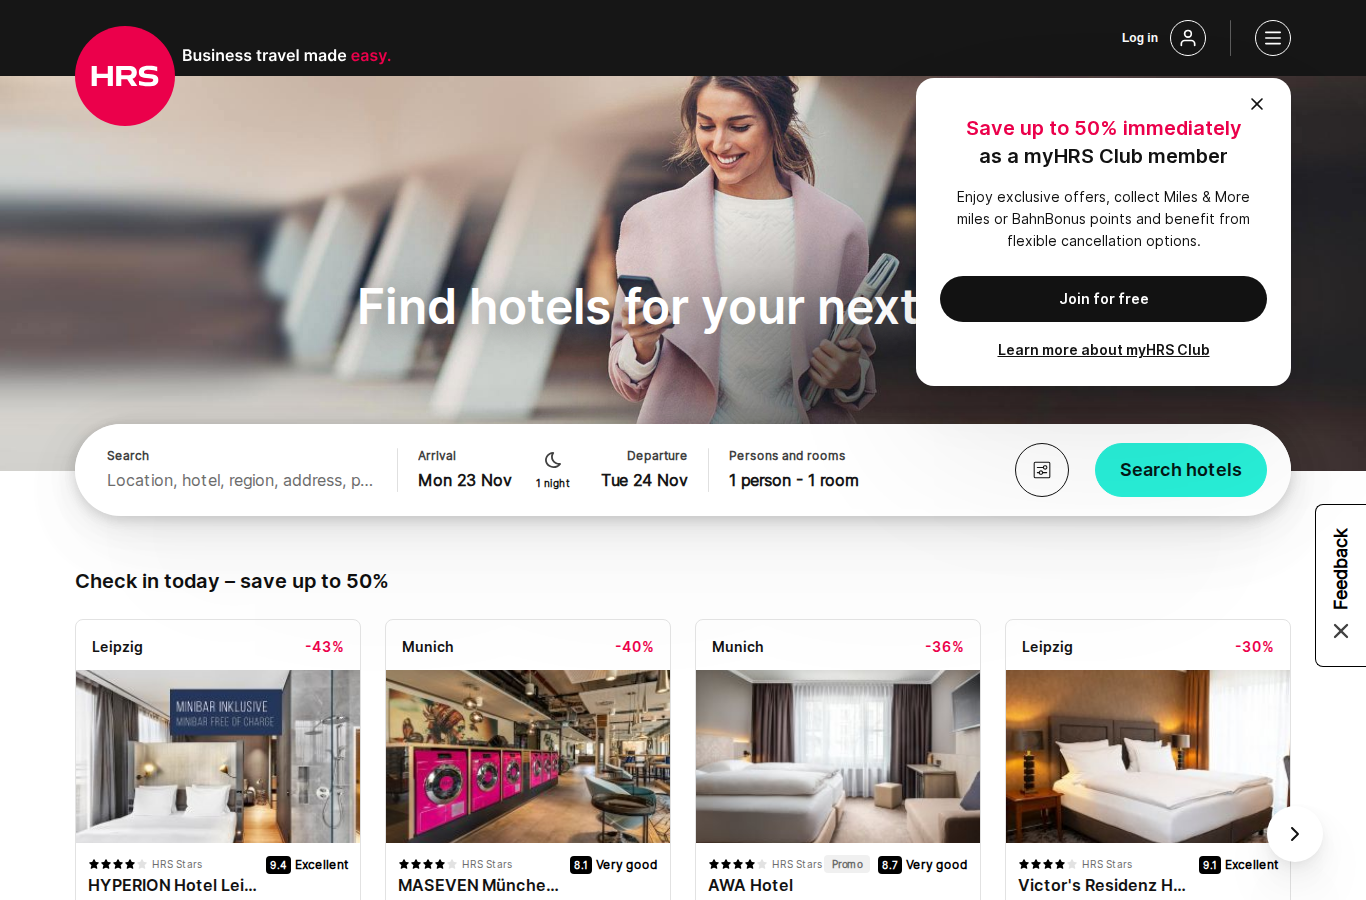 HRS
Business travel made easy.
Log in
Save up to 50% immediately
as a myHRS Club member
Enjoy exclusive offers, collect Miles & More
miles or BahnBonus points and benefit from
flexible cancellation options.
Join for free
Learn more about myHRS Club
Find hotels for your next
Search
Location, hotel, region, address, p...
Arrival
Mon 23 Nov
1 night
Departure
Tue 24 Nov
Persons and rooms
1 person - 1 room
Search hotels
Feedback
Check in today – save up to 50%
Leipzig
-43%
MINIBAR INKLUSIVE
MINIBAR FREE OF CHARGE
HRS Stars
9.4 Excellent
HYPERION Hotel Lei...
Munich
-40%
HRS Stars
8.1 Very good
MASEVEN Münche...
Munich
-36%
HRS Stars
Promo
8.7 Very good
AWA Hotel
Leipzig
-30%
HRS Stars
9.1 Excellent
Victor's Residenz H...